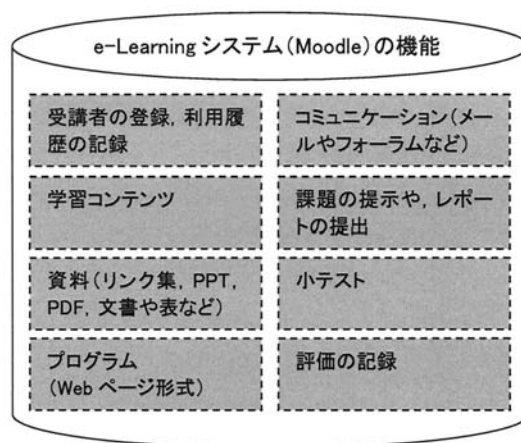 e-Learning システム(Moodle)の機能
受講者の登録, 利用履
歴の記録
コミュニケーション(メー
ルやフォーラムなど)
学習コンテンツ
課題の提示や, レポー
トの提出
資料(リンク集, PPT,
PDF, 文書や表など)
小テスト
プログラム
(Web ページ形式)
評価の記録